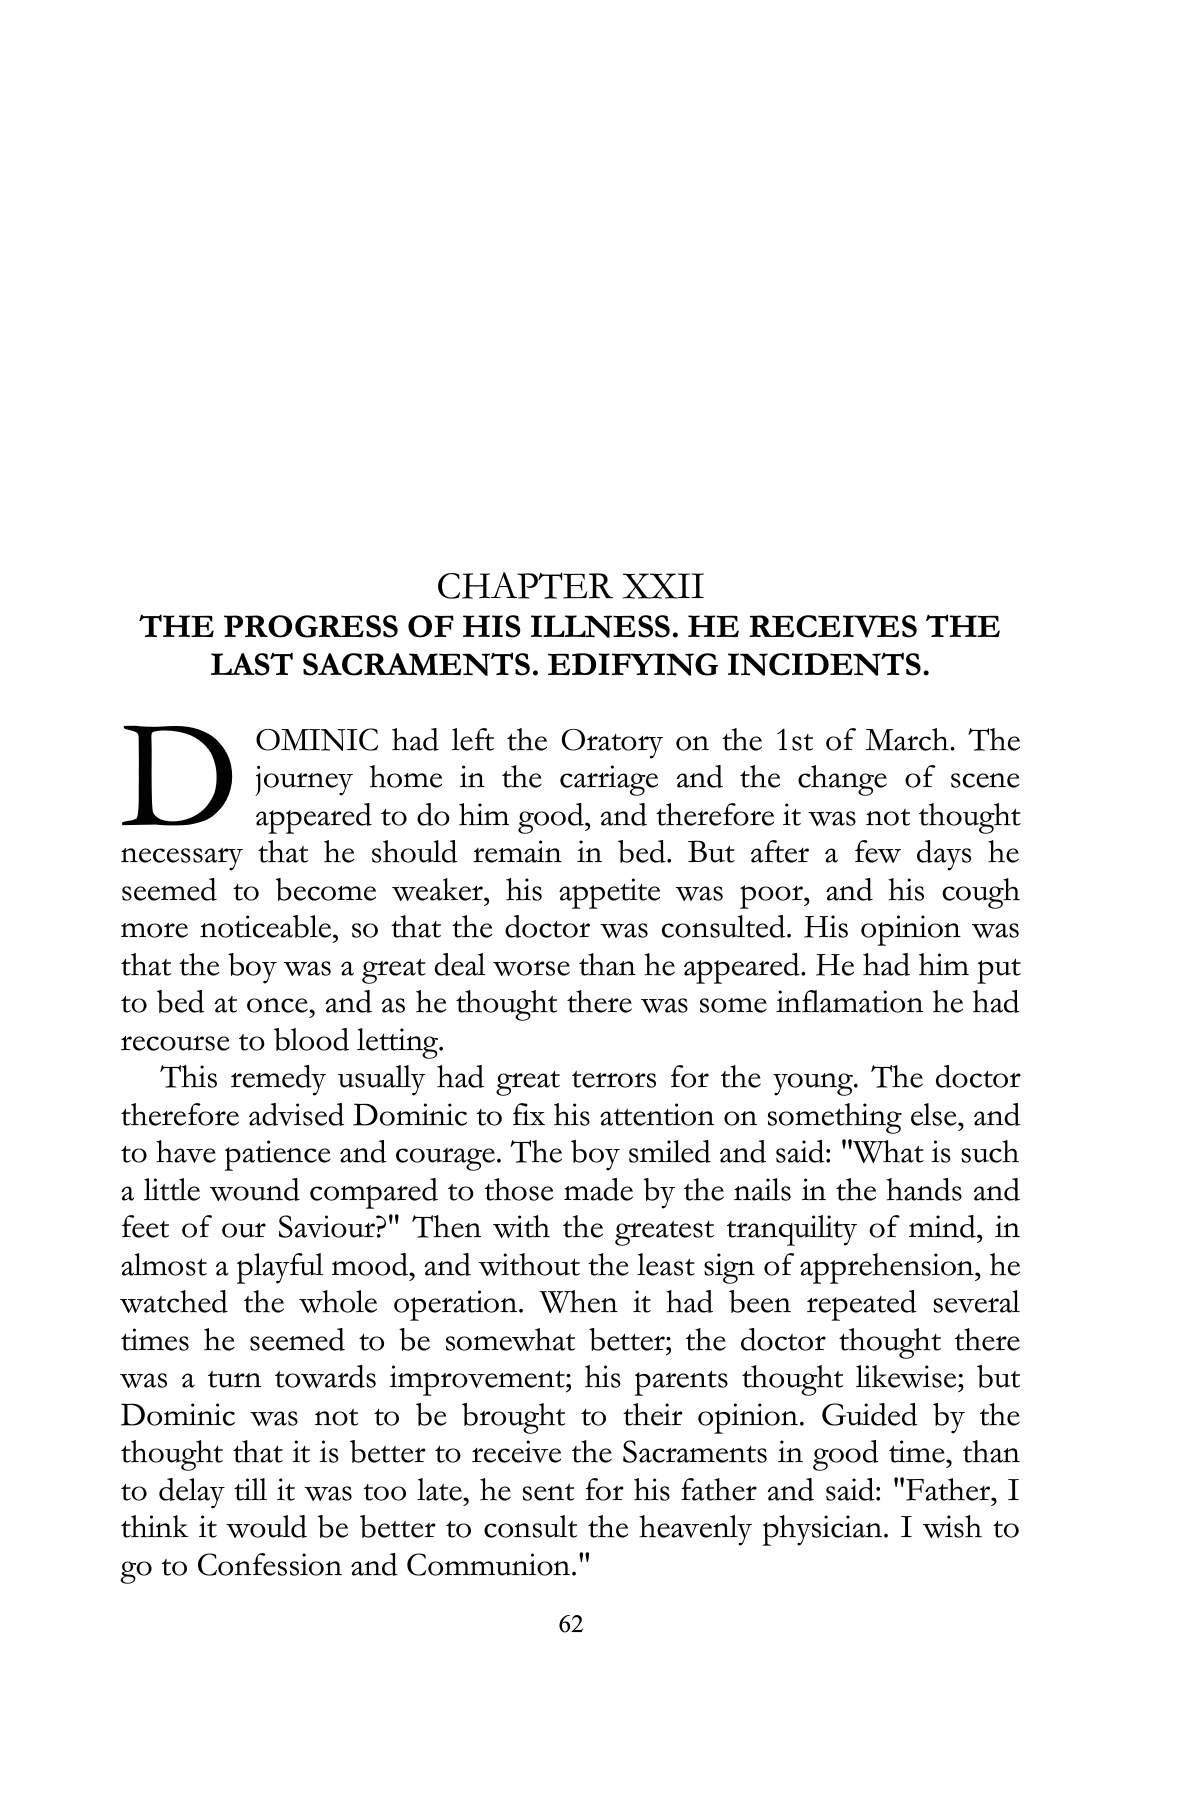 CHAPTER XXII
THE PROGRESS OF HIS ILLNESS. HE RECEIVES THE
LAST SACRAMENTS. EDIFYING INCIDENTS.
DOMINIC had left the Oratory on the 1st of March. The
journey home in the carriage and the change of scene
appeared to do him good, and therefore it was not thought
necessary that he should remain in bed. But after a few days he
seemed to become weaker, his appetite was poor, and his cough
more noticeable, so that the doctor was consulted. His opinion was
that the boy was a great deal worse than he appeared. He had him put
to bed at once, and as he thought there was some inflamation he had
recourse to blood letting.
This remedy usually had great terrors for the young. The doctor
therefore advised Dominic to fix his attention on something else, and
to have patience and courage. The boy smiled and said: "What is such
a little wound compared to those made by the nails in the hands and
feet of our Saviour?" Then with the greatest tranquility of mind, in
almost a playful mood, and without the least sign of apprehension, he
watched the whole operation. When it had been repeated several
times he seemed to be somewhat better; the doctor thought there
was a turn towards improvement; his parents thought likewise; but
Dominic was not to be brought to their opinion. Guided by the
thought that it is better to receive the Sacraments in good time, than
to delay till it was too late, he sent for his father and said: "Father, I
think it would be better to consult the heavenly physician. I wish to
go to Confession and Communion."
62